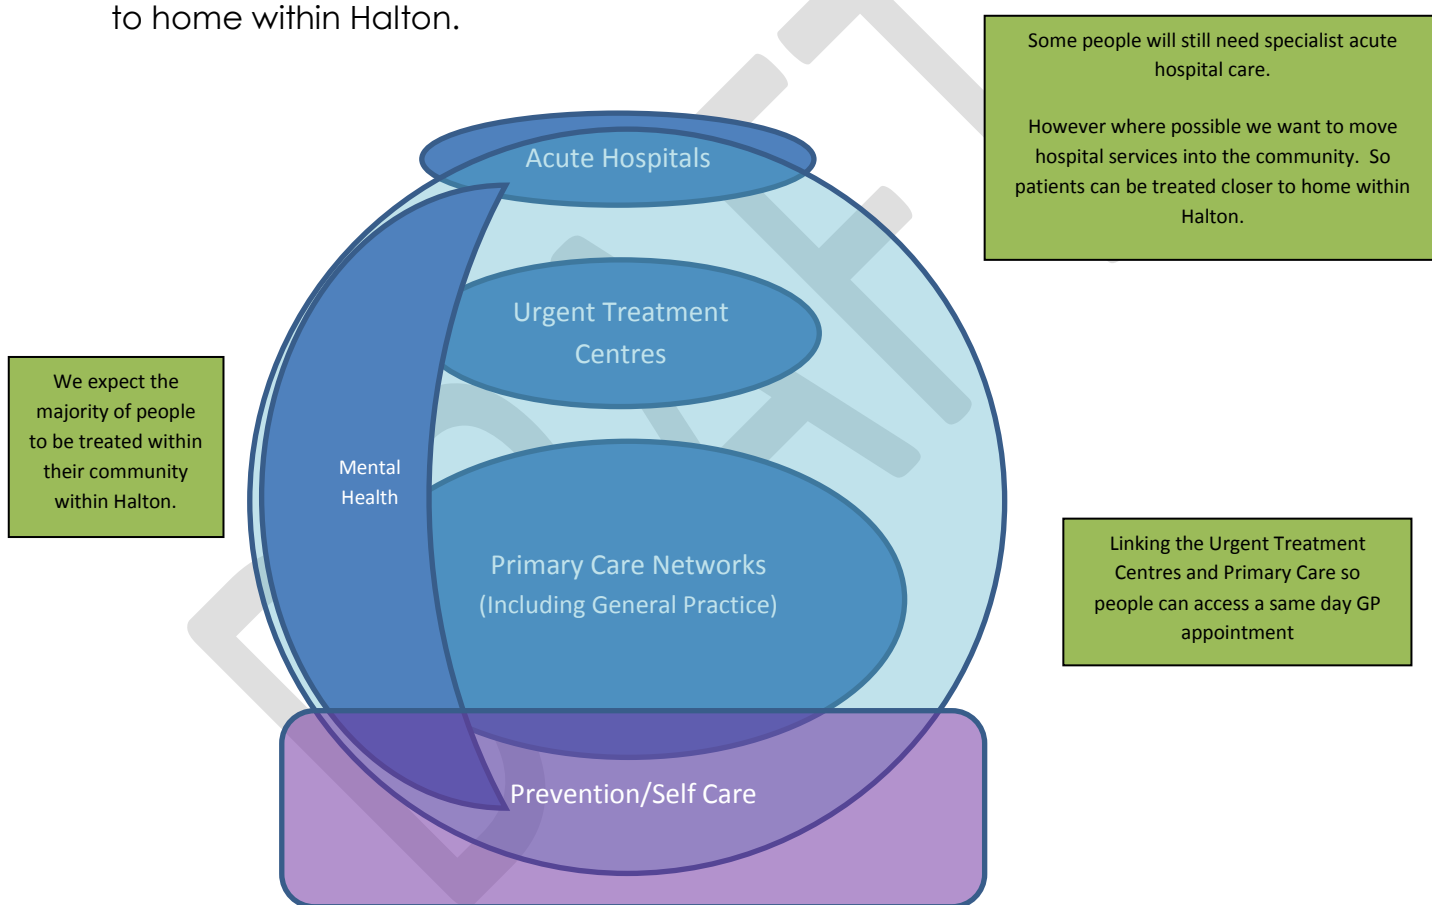 to home within Halton.
Some people will still need specialist acute
hospital care.
However where possible we want to move
hospital services into the community. So
patients can be treated closer to home within
Halton.
Acute Hospitals
Urgent Treatment
Centres
We expect the
majority of people
to be treated within
their community
within Halton.
Mental
Health
Primary Care Networks
(Including General Practice)
Linking the Urgent Treatment
Centres and Primary Care so
people can access a same day GP
appointment
Prevention/Self Care
DRAFT